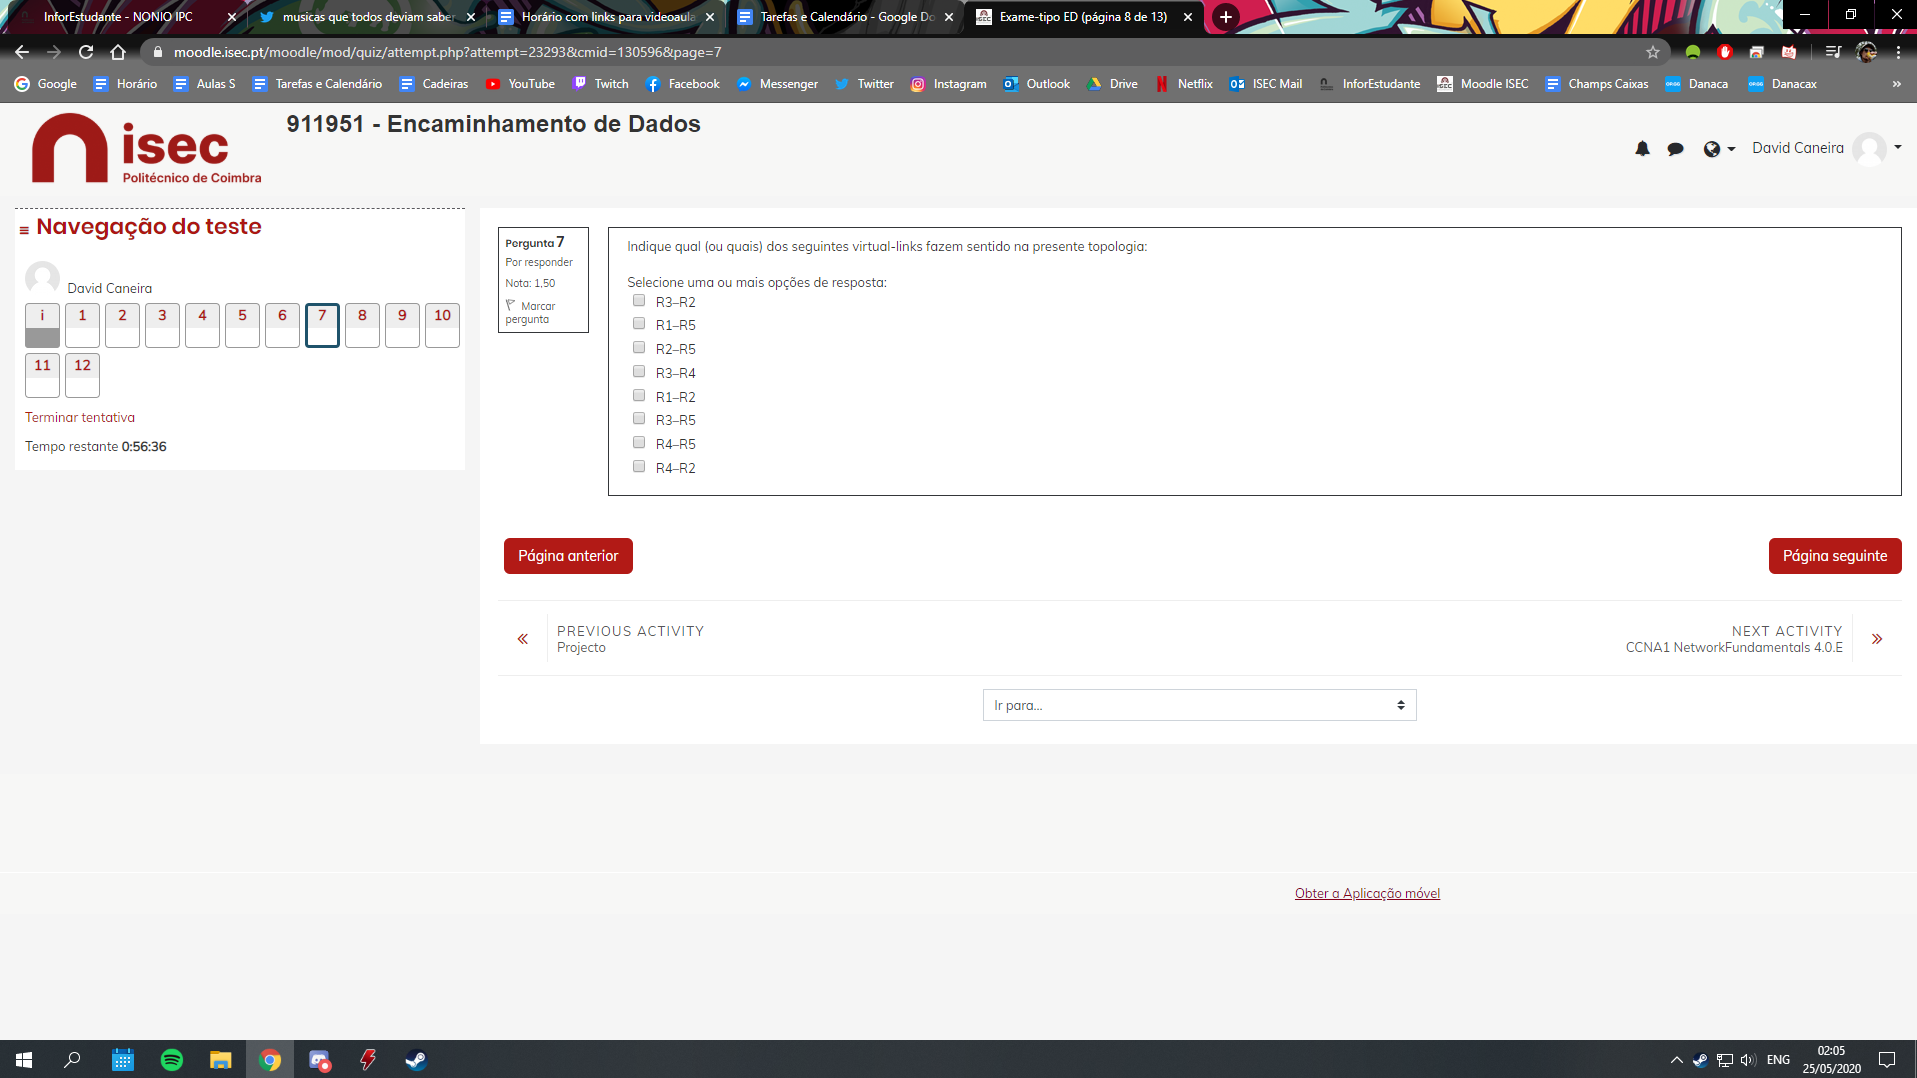 InforEstudante - NONIO IPC
musicas que todos deviam saber
Horário com links para videoaula
Tarefas e Calendário - Google Do
Exame-tipo ED (página 8 de 13)
moodle.isec.pt/moodle/mod/quiz/attempt.php?attempt=23293&cmid=130596&page=7
Google Horário Aulas S Tarefas e Calendário Cadeiras YouTube Twitch Facebook Messenger Twitter Instagram Outlook Drive Netflix ISEC Mail InforEstudante Moodle ISEC Champs Caixas Danaca Danacax »
isec
Politécnico de Coimbra
911951 - Encaminhamento de Dados
David Caneira
Navegação do teste
David Caneira
i 1 2 3 4 5 6 7 8 9 10
11 12
Terminar tentativa
Tempo restante 0:56:36
Pergunta 7
Por responder
Nota: 1,50
Marcar
pergunta
Indique qual (ou quais) dos seguintes virtual-links fazem sentido na presente topologia:
Selecione uma ou mais opções de resposta:
R3–R2
R1–R5
R2–R5
R3–R4
R1–R2
R3–R5
R4–R5
R4–R2
Página anterior
Página seguinte
PREVIOUS ACTIVITY
Projecto
NEXT ACTIVITY
CCNA1 NetworkFundamentals 4.0.E
Ir para...
Obter a Aplicação móvel
ENG
02:05
25/05/2020